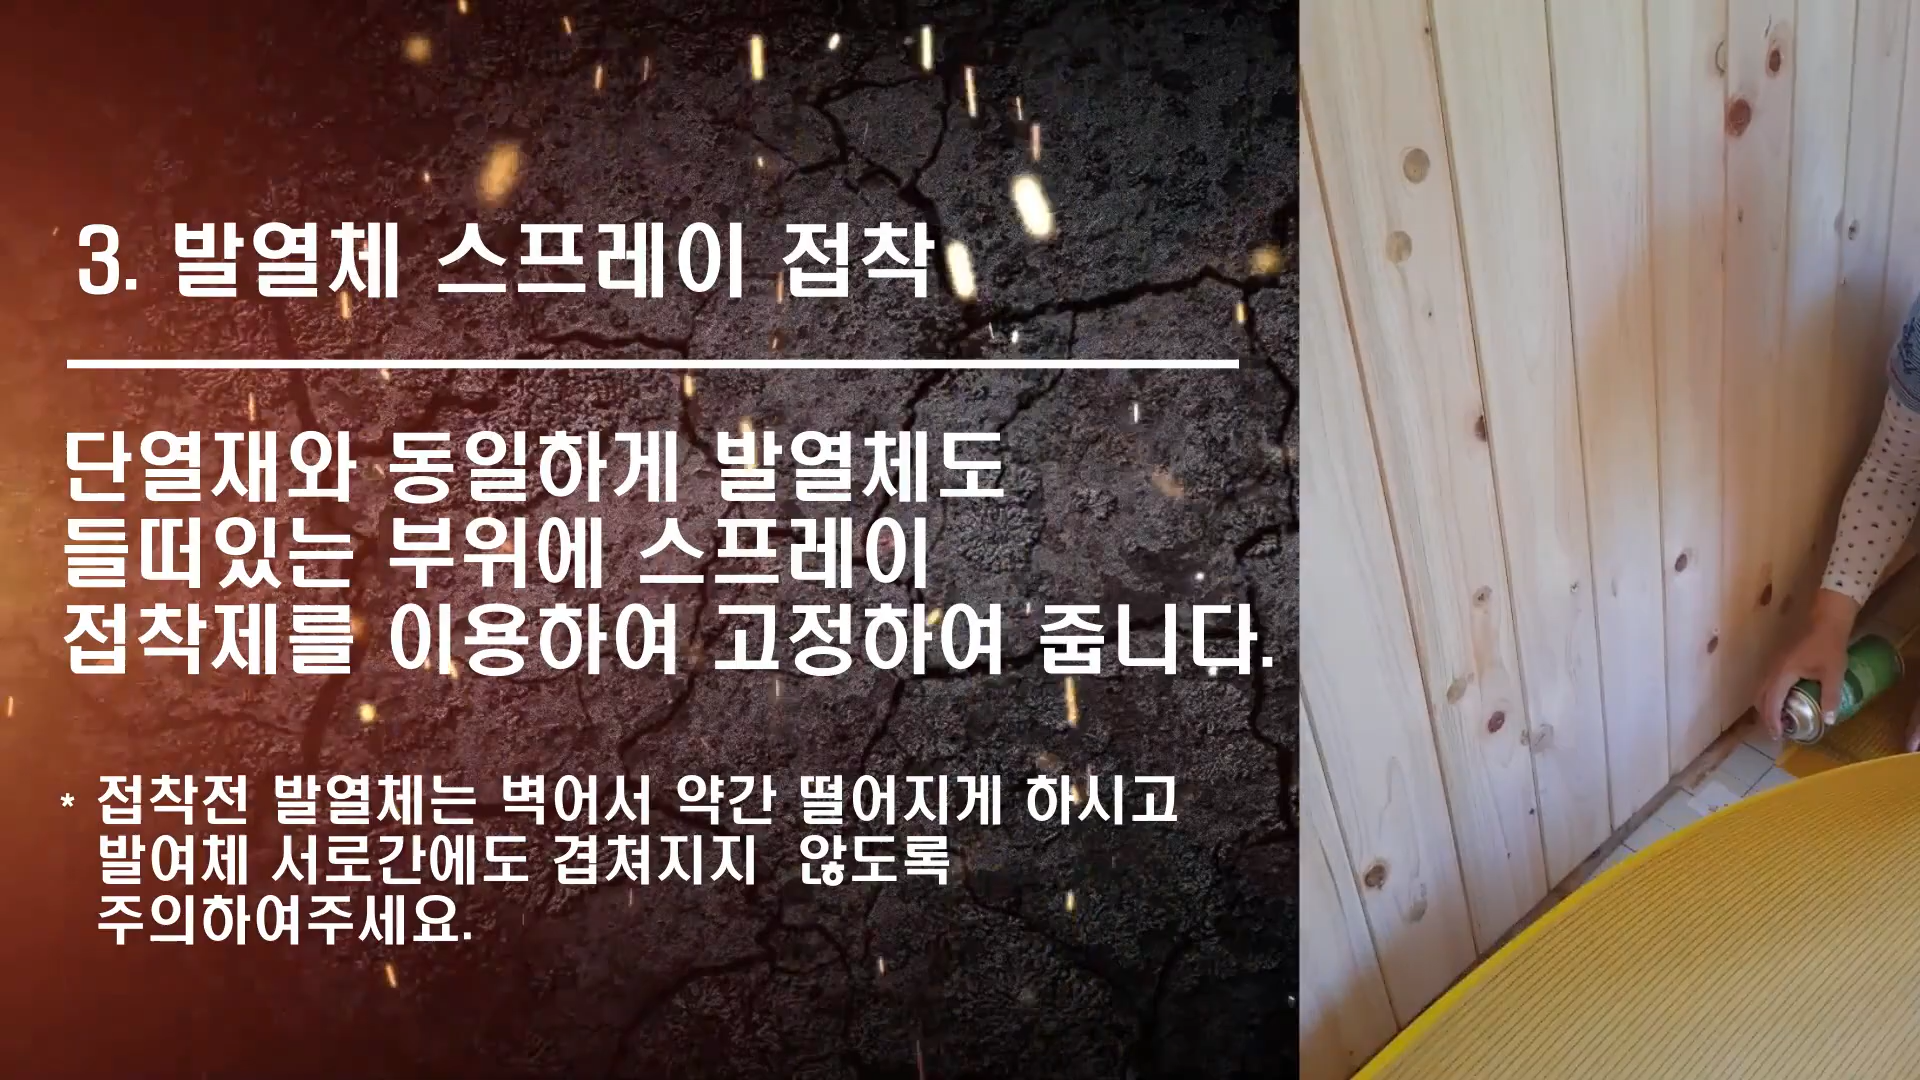 3. 발열체 스프레이 접착
단열재와 동일하게 발열체도
들떠있는 부위에 스프레이
접착제를 이용하여 고정하여 줍니다.
* 접착전 발열체는 벽어서 약간 떨어지게 하시고
발여체 서로간에도 겹쳐지지 않도록
주의하여주세요.